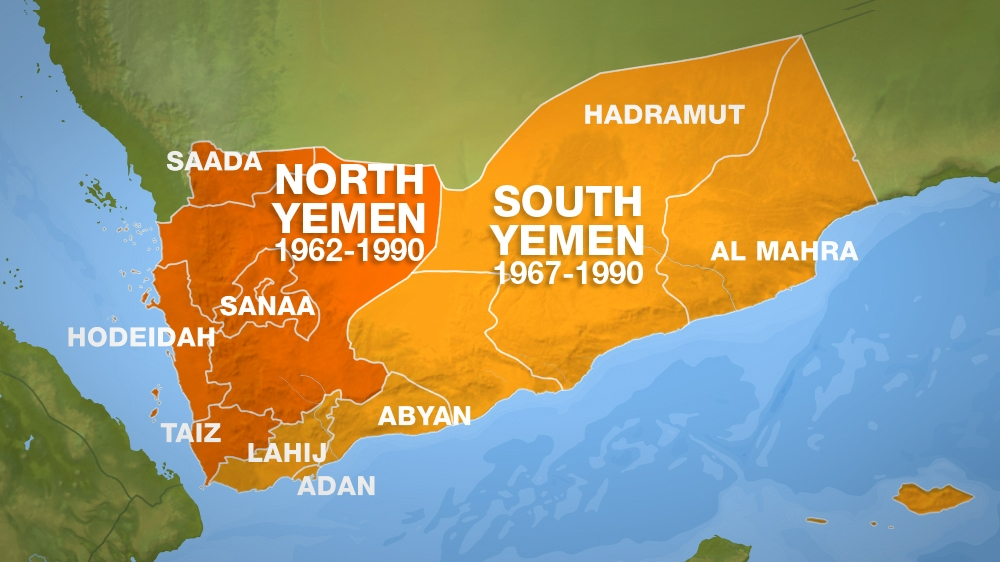 SAADA
NORTH
YEMEN
1962-1990
HADRAMUT
SOUTH
YEMEN
1967-1990
AL MAHRA
SANAA
HODEIDAH
TAIZ
ABYAN
LAHIJ
ADAN